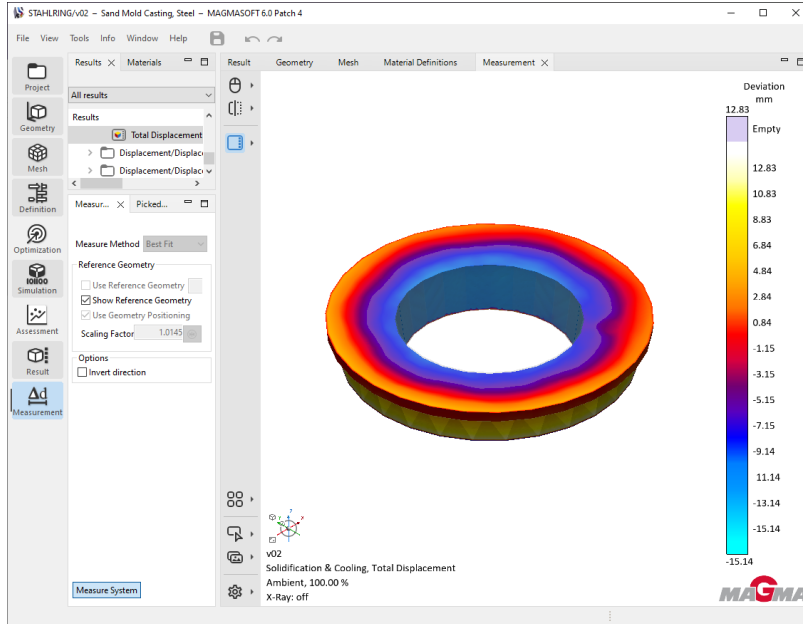 STAHLRING/v02 – Sand Mold Casting, Steel – MAGMASOFT 6.0 Patch 4
File View Tools Info Window Help
Project
Geometry
Mesh
Definition
Optimization
Simulation
Assessment
Result
Δd
Measurement
Results Materials
All results
Results
Total Displacement
Displacement/Displac
Displacement/Displac
Measur... Picked...
Measure Method Best Fit
Reference Geometry
Use Reference Geometry
Show Reference Geometry
Use Geometry Positioning
Scaling Factor 1.0145
Options
Invert direction
Measure System
Result Geometry Mesh Material Definitions Measurement
Deviation
mm
12.83
Empty
12.83
10.83
8.83
6.84
4.84
2.84
0.84
-1.15
-3.15
-5.15
-7.15
-9.14
11.14
-13.14
-15.14
-15.14
v02
Solidification & Cooling, Total Displacement
Ambient, 100.00 %
X-Ray: off
MAGMA